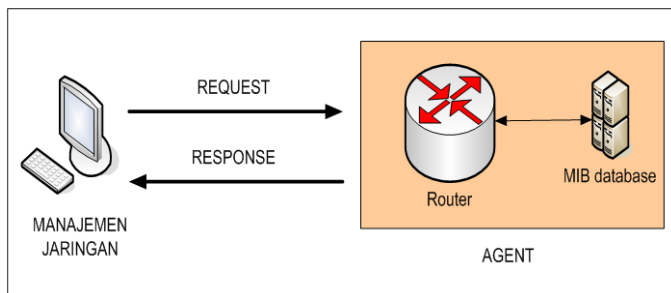 REQUEST
RESPONSE
MANAJEMEN
JARINGAN
Router
MIB database
AGENT